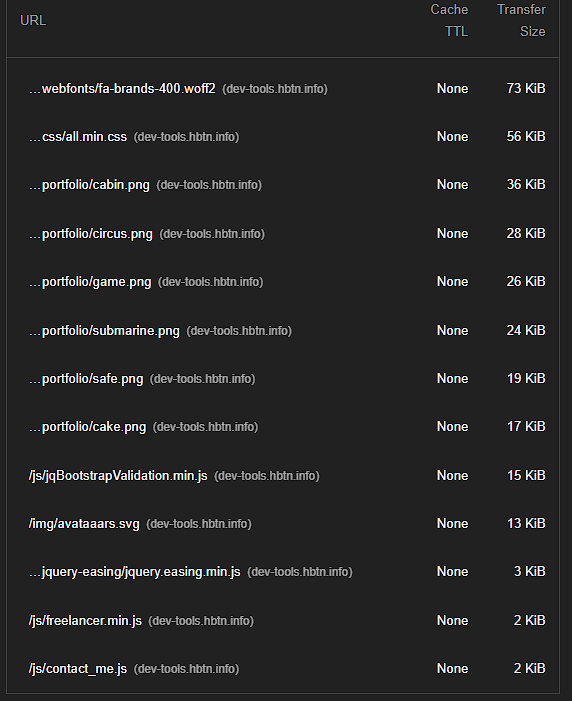 URL Cache TTL Transfer Size
…webfonts/fa-brands-400.woff2 (dev-tools.hbtn.info) None 73 KiB
…css/all.min.css (dev-tools.hbtn.info) None 56 KiB
…portfolio/cabin.png (dev-tools.hbtn.info) None 36 KiB
…portfolio/circus.png (dev-tools.hbtn.info) None 28 KiB
…portfolio/game.png (dev-tools.hbtn.info) None 26 KiB
…portfolio/submarine.png (dev-tools.hbtn.info) None 24 KiB
…portfolio/safe.png (dev-tools.hbtn.info) None 19 KiB
…portfolio/cake.png (dev-tools.hbtn.info) None 17 KiB
/js/jqBootstrapValidation.min.js (dev-tools.hbtn.info) None 15 KiB
/img/avataaars.svg (dev-tools.hbtn.info) None 13 KiB
…jquery-easing/jquery.easing.min.js (dev-tools.hbtn.info) None 3 KiB
/js/freelancer.min.js (dev-tools.hbtn.info) None 2 KiB
/js/contact_me.js (dev-tools.hbtn.info) None 2 KiB